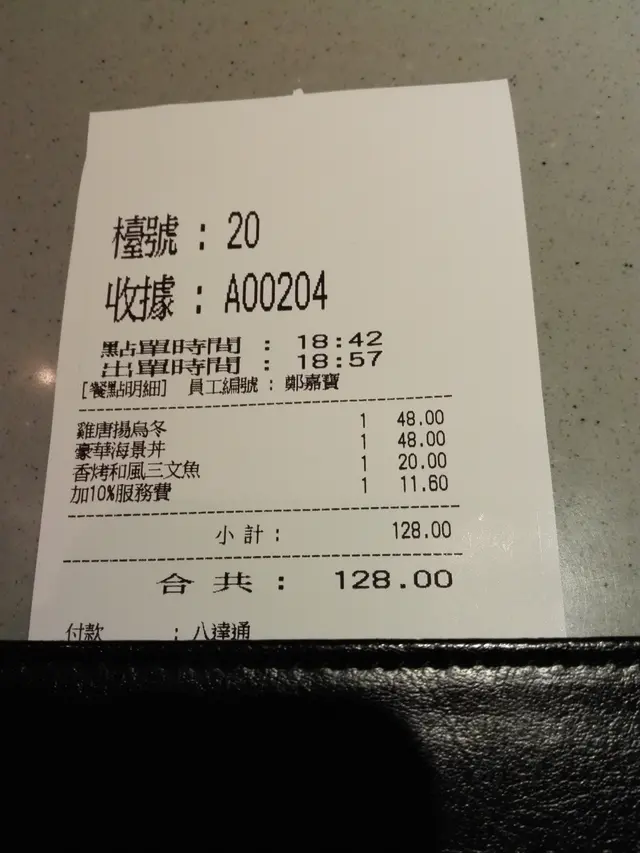 檯號 : 20
收據 : A00204
點單時間 : 18:42
出單時間 : 18:57
[餐點明細] 員工編號 : 鄭嘉寶
雞唐揚烏冬 1 48.00
豪華海景丼 1 48.00
香烤和風三文魚 1 20.00
加10%服務費 1 11.60
小計: 128.00
合共: 128.00
付款 : 八達通